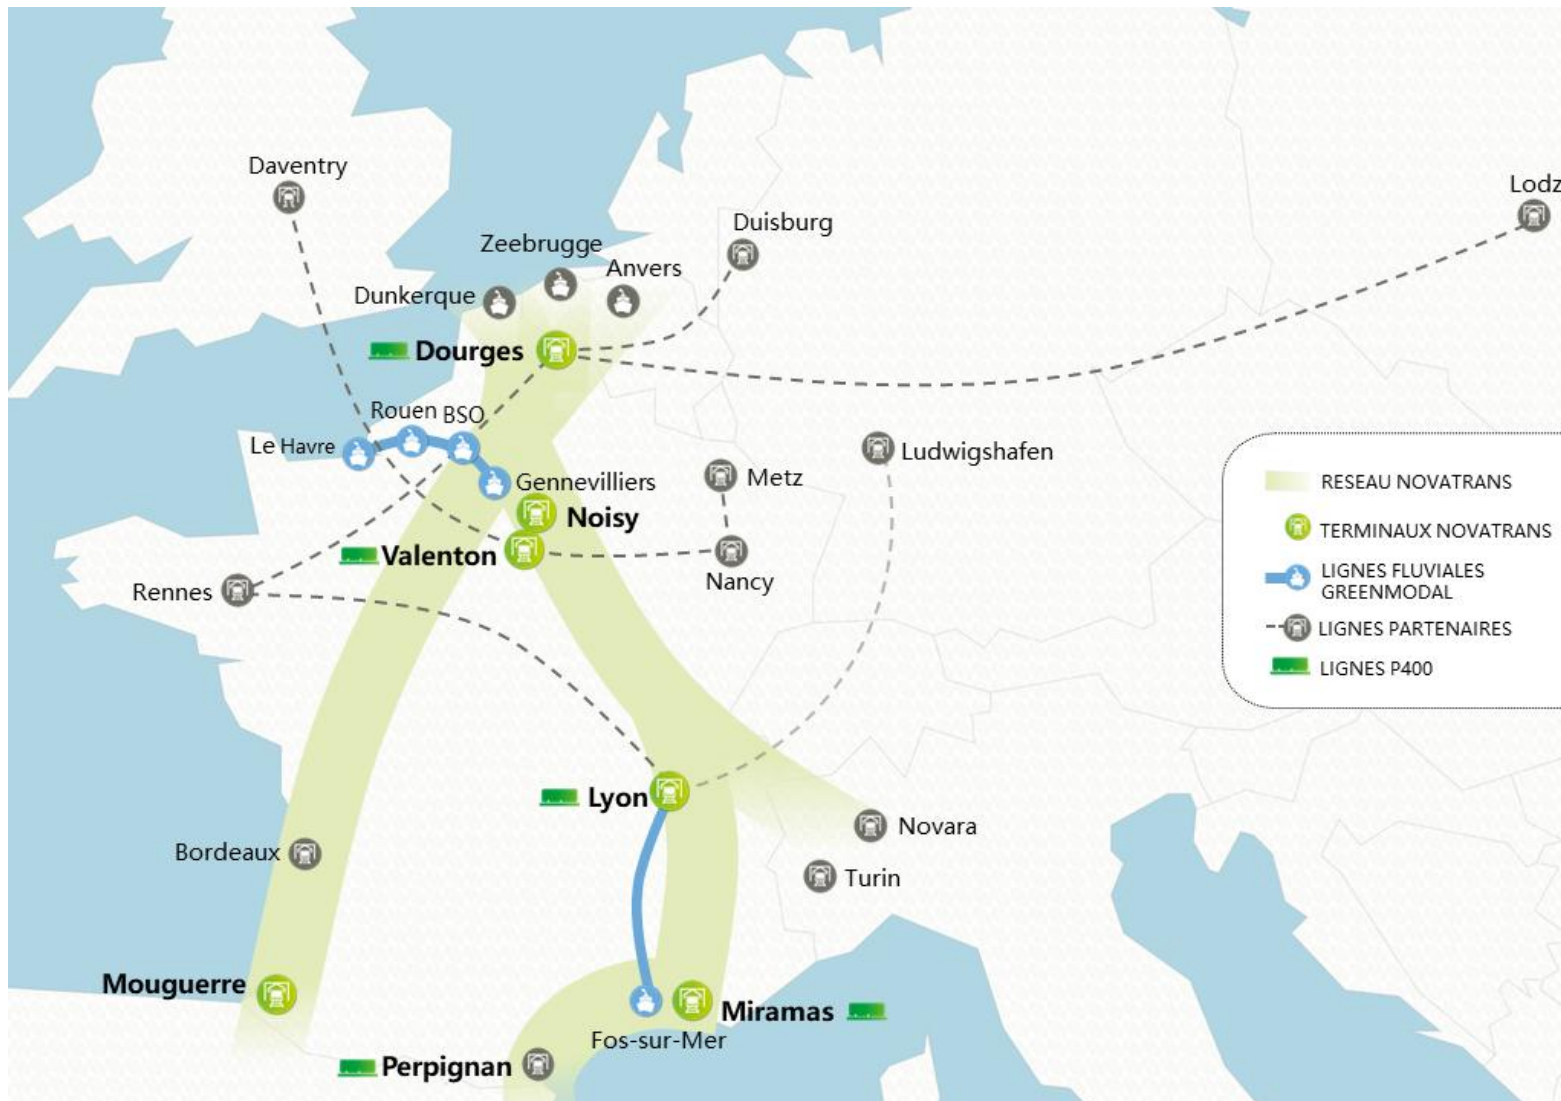 Daventry
Lodz
Duisburg
Zeebrugge
Anvers
Dunkerque
Dourges
Rouen
BSO
Le Havre
Ludwigshafen
Metz
Gennevilliers
Noisy
Valenton
Nancy
Rennes
RESEAU NOVATRANS
TERMINAUX NOVATRANS
LIGNES FLUVIALES
GREENMODAL
LIGNES PARTENAIRES
LIGNES P400
Lyon
Novara
Bordeaux
Turin
Mouguerre
Miramas
Fos-sur-Mer
Perpignan